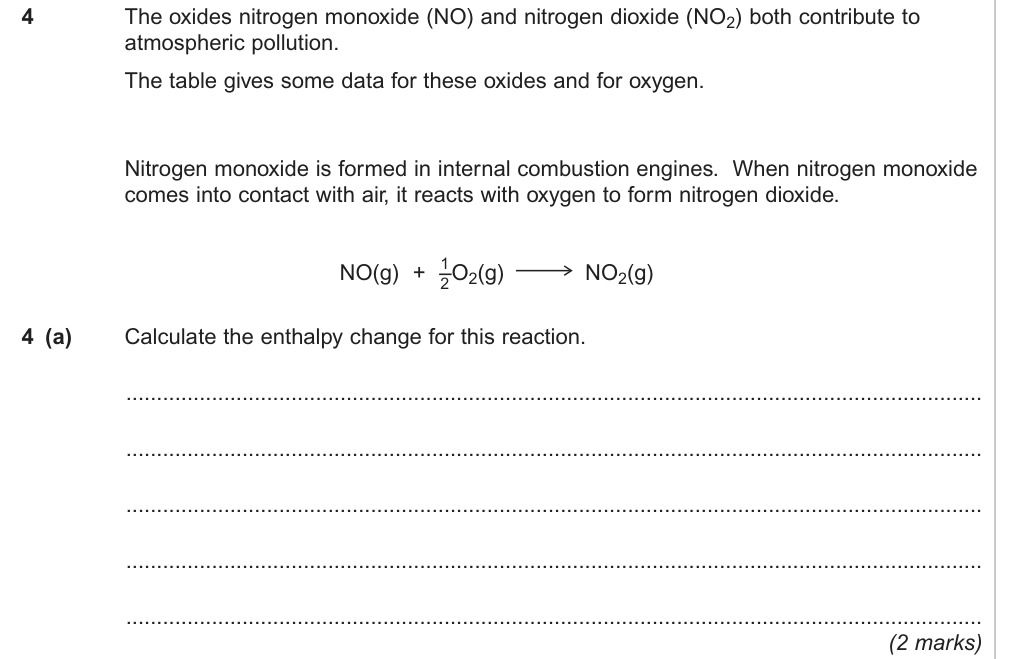 4 The oxides nitrogen monoxide (NO) and nitrogen dioxide (NO₂) both contribute to
atmospheric pollution.
The table gives some data for these oxides and for oxygen.
Nitrogen monoxide is formed in internal combustion engines. When nitrogen monoxide
comes into contact with air, it reacts with oxygen to form nitrogen dioxide.
NO(g) + ½O₂(g) ⟶ NO₂(g)
4 (a) Calculate the enthalpy change for this reaction.
(2 marks)